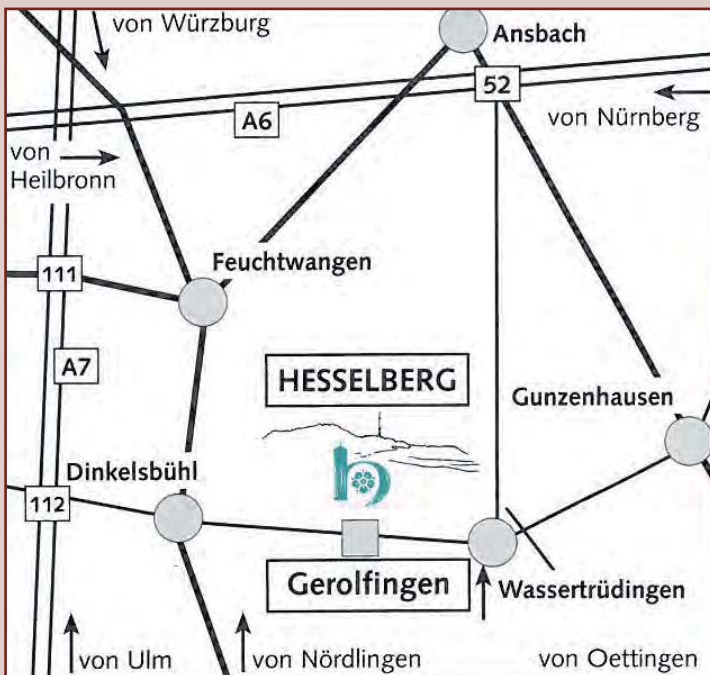 von Würzburg
Ansbach
52
A6
von Nürnberg
von
Heilbronn
Feuchtwangen
111
A7
HESSELBERG
Gunzenhausen
Dinkelsbühl
112
Gerolfingen
Wassertrüdingen
von Ulm
von Nördlingen
von Oettingen